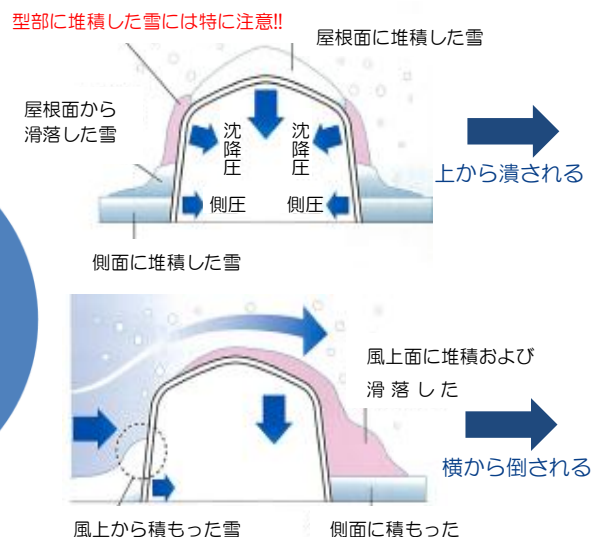 型部に堆積した雪には特に注意!!
屋根面に堆積した雪
屋根面から
滑落した雪
沈降圧
沈降圧
上から潰される
側圧
側圧
側面に堆積した雪
風上面に堆積および
滑落した
横から倒される
風上から積もった雪
側面に積もった